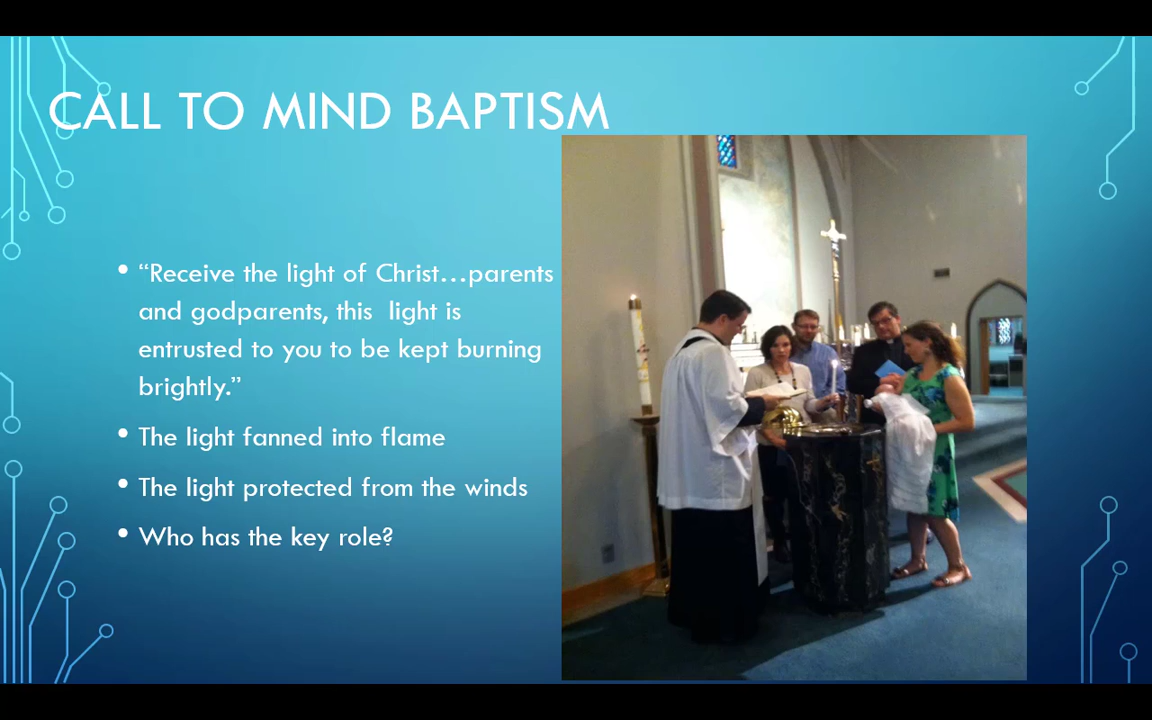 CALL TO MIND BAPTISM
• “Receive the light of Christ…parents
and godparents, this  light is
entrusted to you to be kept burning
brightly.”
• The light fanned into flame
• The light protected from the winds
• Who has the key role?